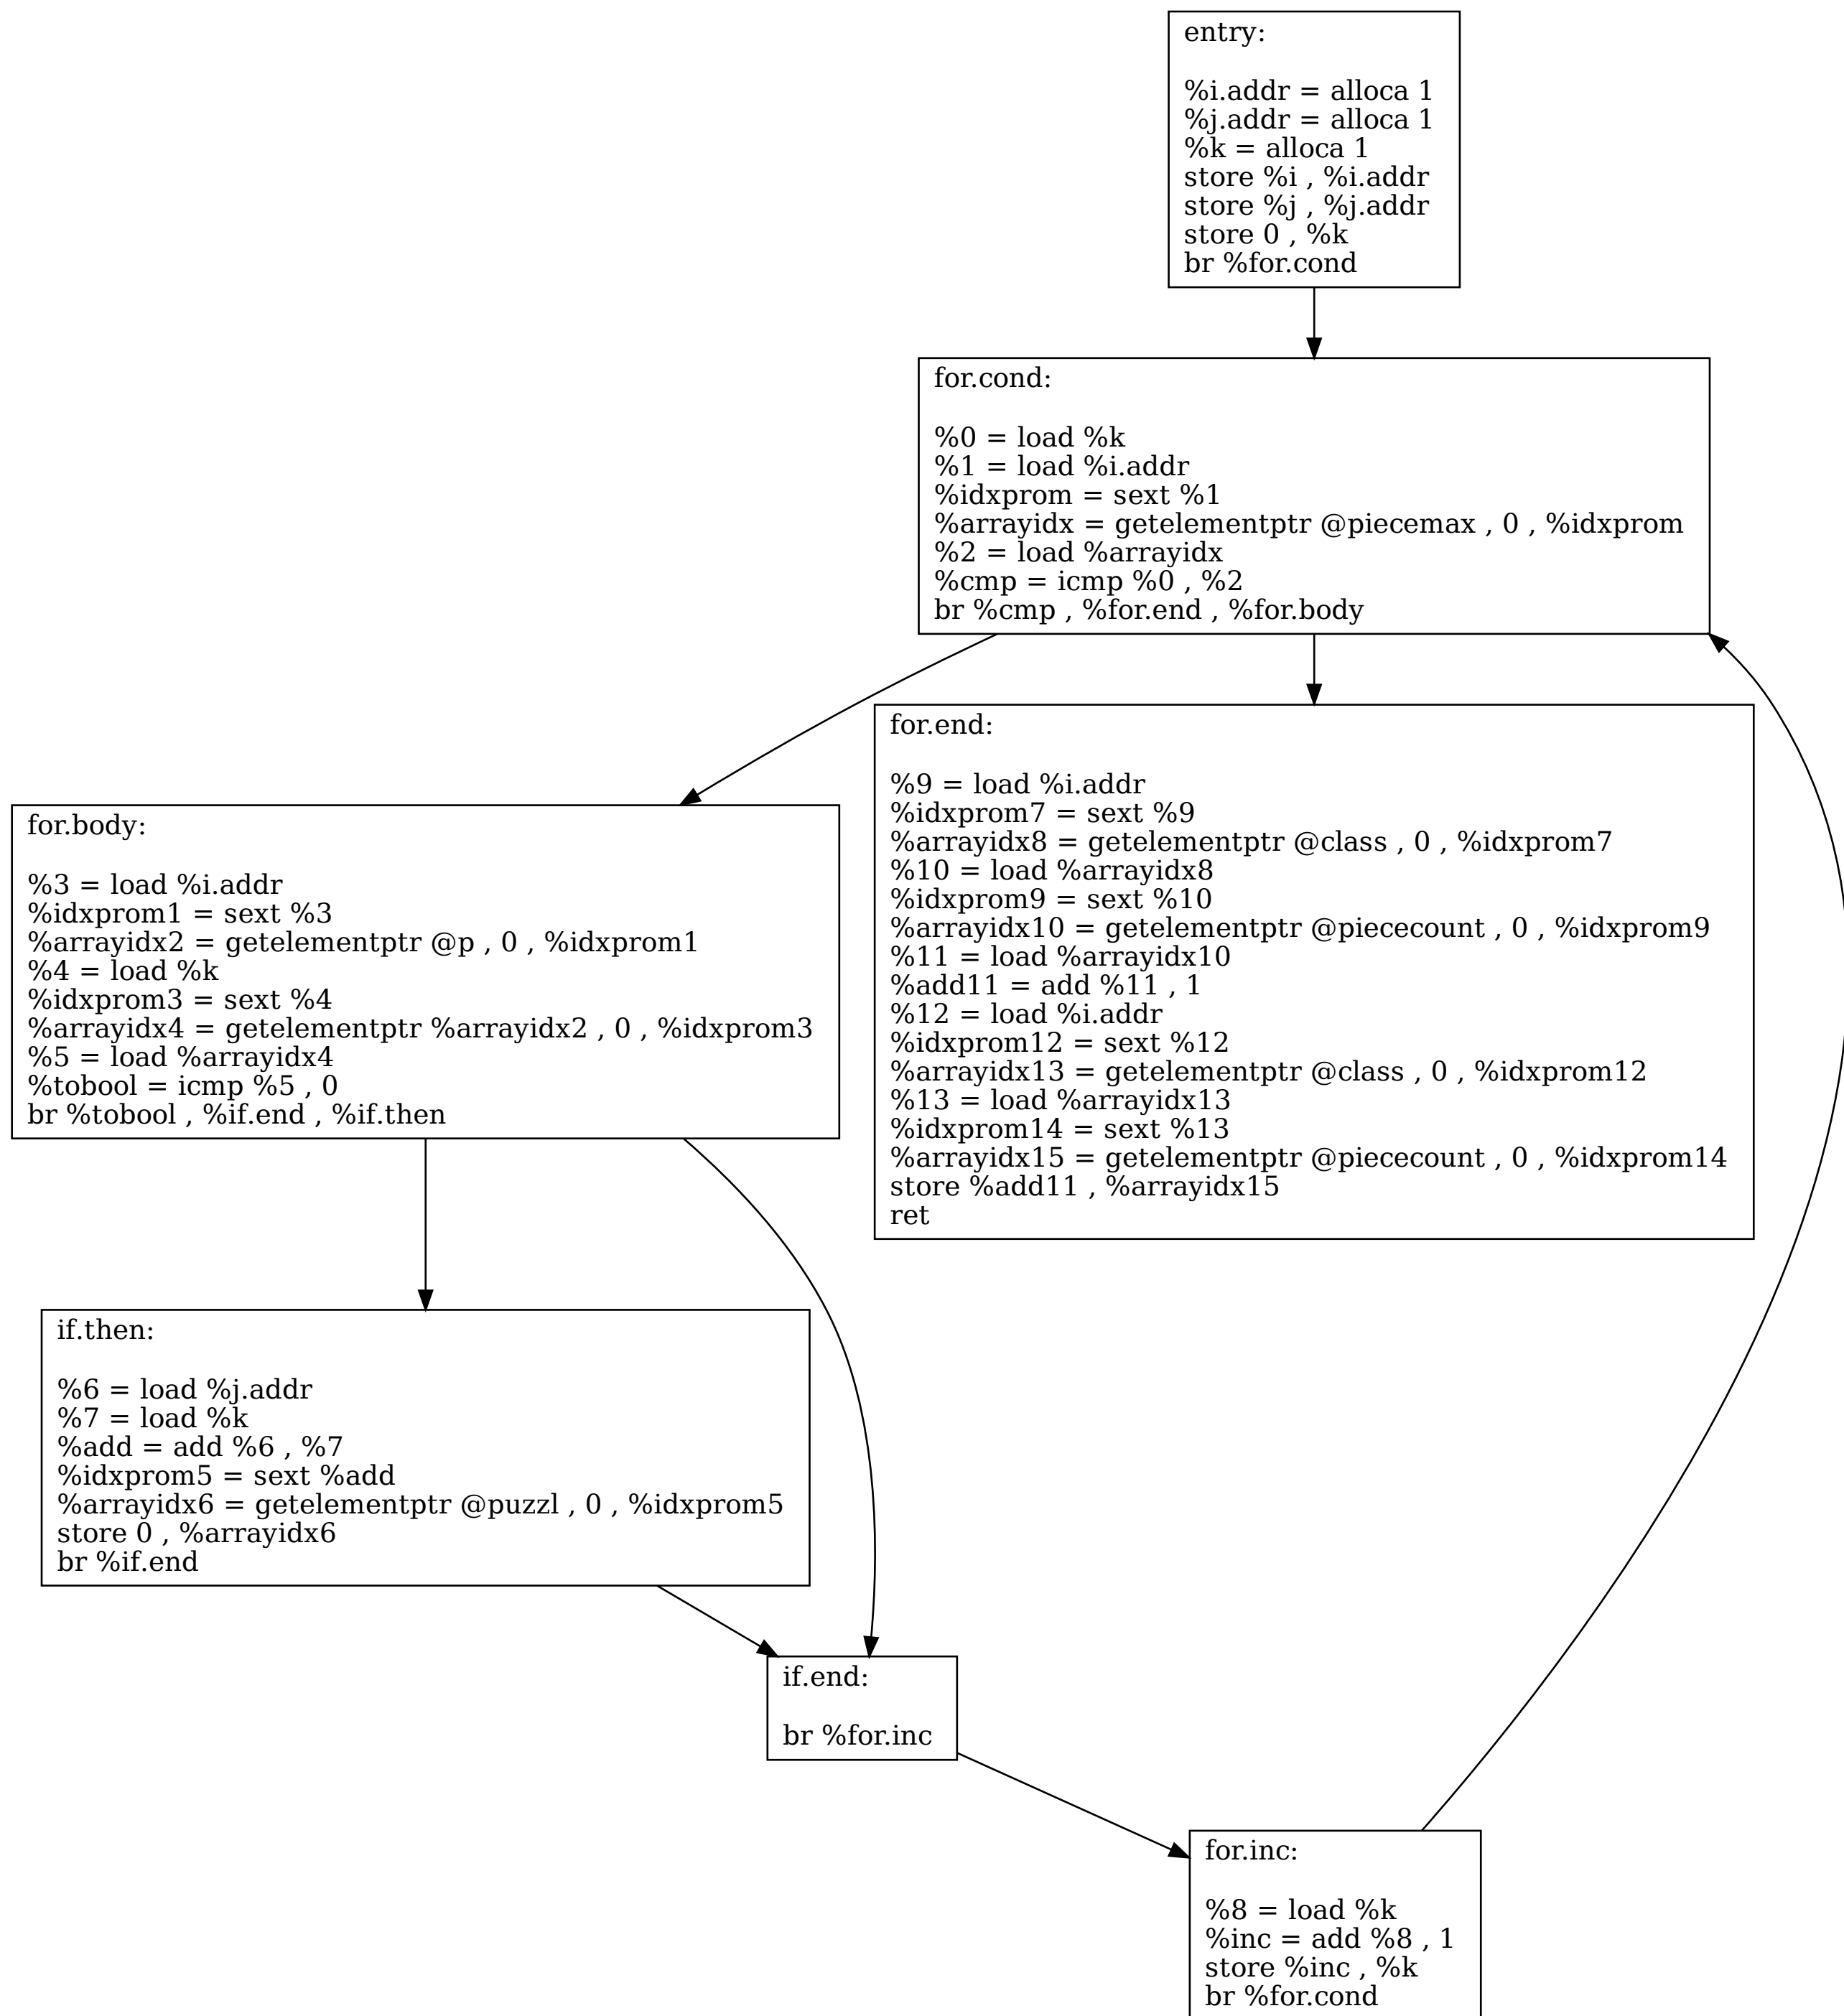 entry:
%i.addr = alloca 1
%j.addr = alloca 1
%k = alloca 1
store %i , %i.addr
store %j , %j.addr
store 0 , %k
br %for.cond
for.cond:
%0 = load %k
%1 = load %i.addr
%idxprom = sext %1
%arrayidx = getelementptr @piecemax , 0 , %idxprom
%2 = load %arrayidx
%cmp = icmp %0 , %2
br %cmp , %for.end , %for.body
for.end:
%9 = load %i.addr
%idxprom7 = sext %9
%arrayidx8 = getelementptr @class , 0 , %idxprom7
%10 = load %arrayidx8
%idxprom9 = sext %10
%arrayidx10 = getelementptr @piececount , 0 , %idxprom9
%11 = load %arrayidx10
%add11 = add %11 , 1
%12 = load %i.addr
%idxprom12 = sext %12
%arrayidx13 = getelementptr @class , 0 , %idxprom12
%13 = load %arrayidx13
%idxprom14 = sext %13
%arrayidx15 = getelementptr @piececount , 0 , %idxprom14
store %add11 , %arrayidx15
ret
for.body:
%3 = load %i.addr
%idxprom1 = sext %3
%arrayidx2 = getelementptr @p , 0 , %idxprom1
%4 = load %k
%idxprom3 = sext %4
%arrayidx4 = getelementptr %arrayidx2 , 0 , %idxprom3
%5 = load %arrayidx4
%tobool = icmp %5 , 0
br %tobool , %if.end , %if.then
if.then:
%6 = load %j.addr
%7 = load %k
%add = add %6 , %7
%idxprom5 = sext %add
%arrayidx6 = getelementptr @puzzl , 0 , %idxprom5
store 0 , %arrayidx6
br %if.end
if.end:
br %for.inc
for.inc:
%8 = load %k
%inc = add %8 , 1
store %inc , %k
br %for.cond